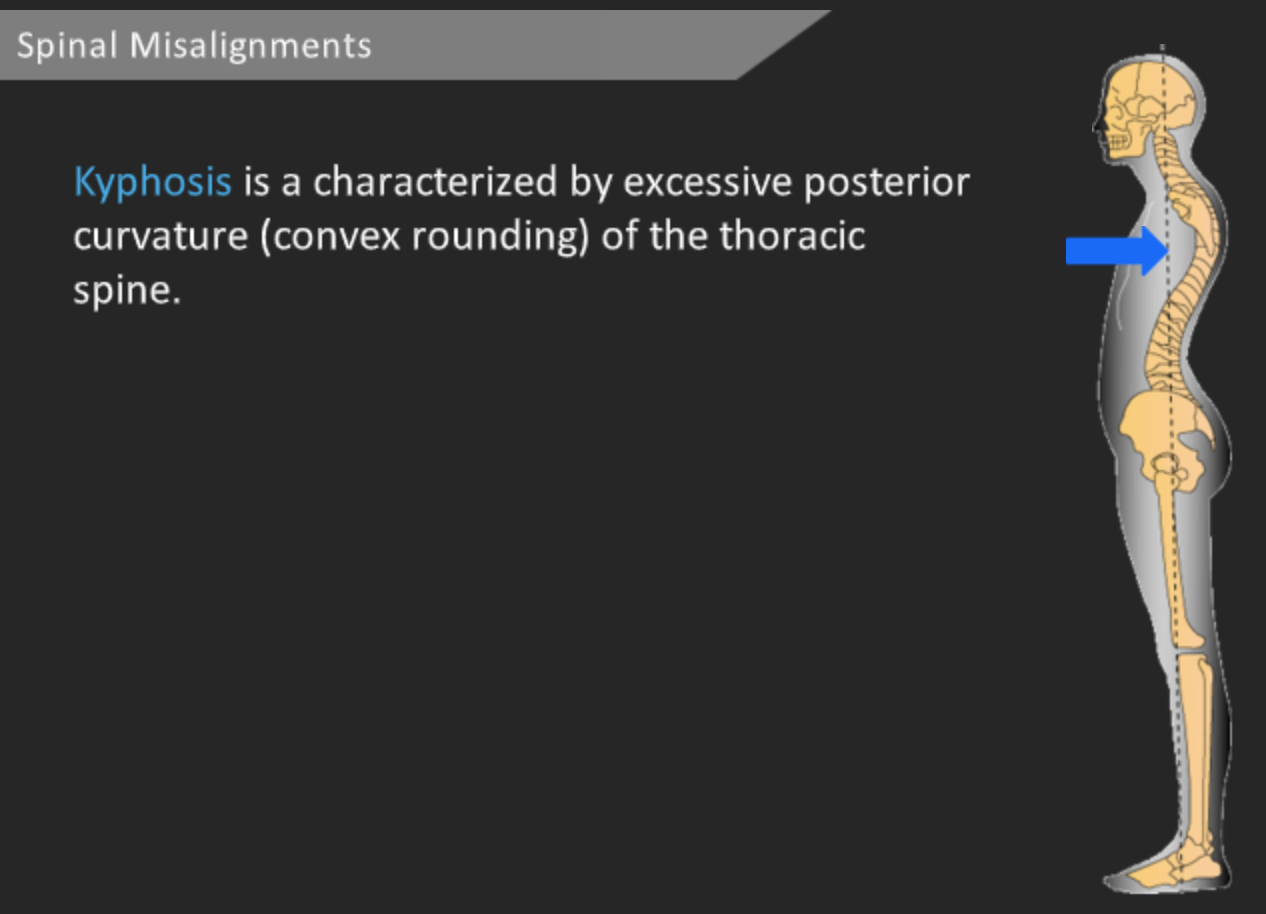 Spinal Misalignments
Kyphosis is a characterized by excessive posterior
curvature (convex rounding) of the thoracic
spine.